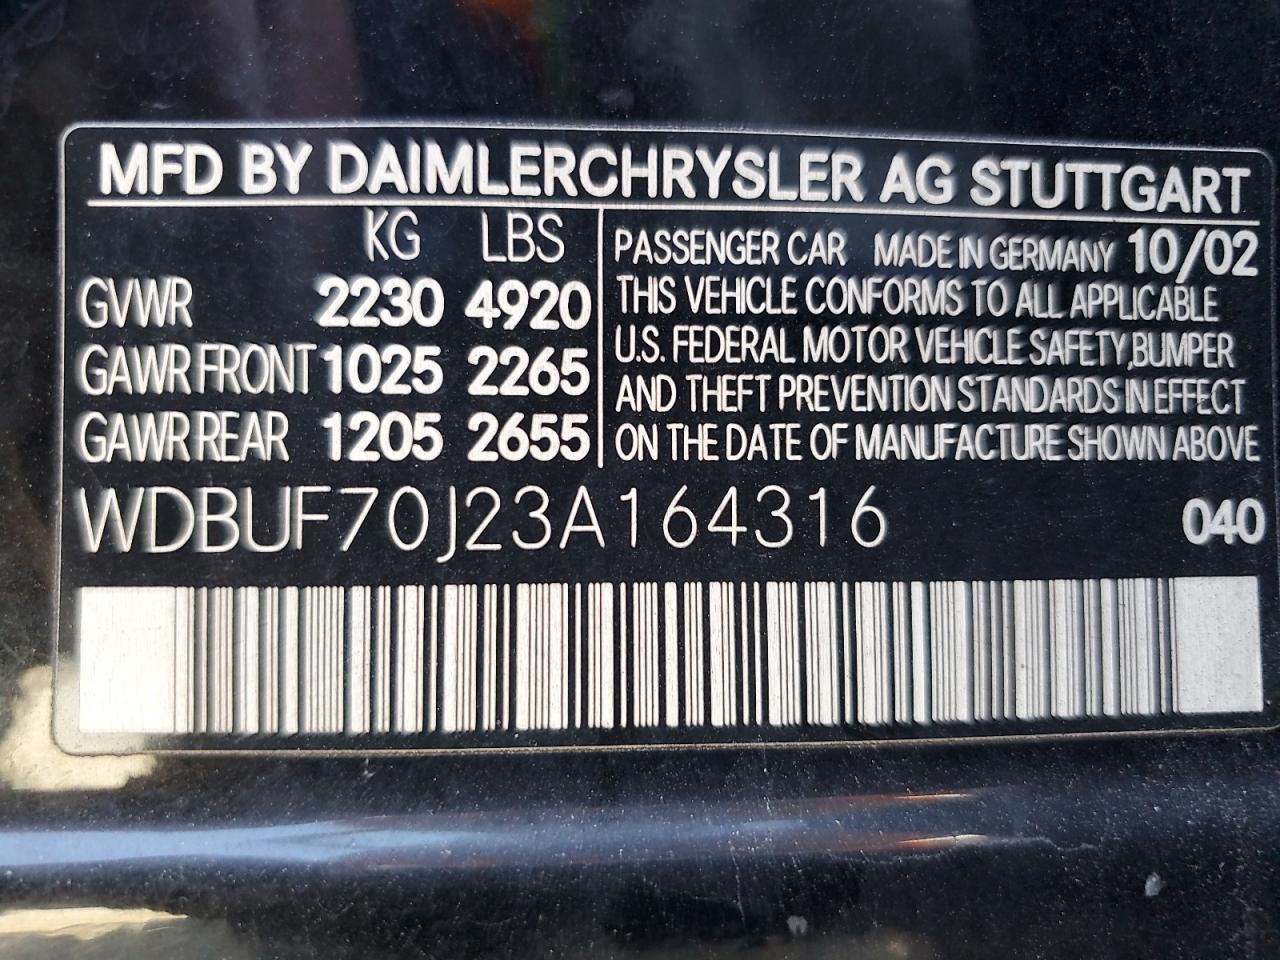 MFD BY DAIMLERCHRYSLER AG STUTTGART
KG LBS
GVWR 2230 4920
GAWR FRONT 1025 2265
GAWR REAR 1205 2655
PASSENGER CAR MADE IN GERMANY 10/02
THIS VEHICLE CONFORMS TO ALL APPLICABLE
U.S. FEDERAL MOTOR VEHICLE SAFETY,BUMPER
AND THEFT PREVENTION STANDARDS IN EFFECT
ON THE DATE OF MANUFACTURE SHOWN ABOVE
WDBUF70J23A164316 040